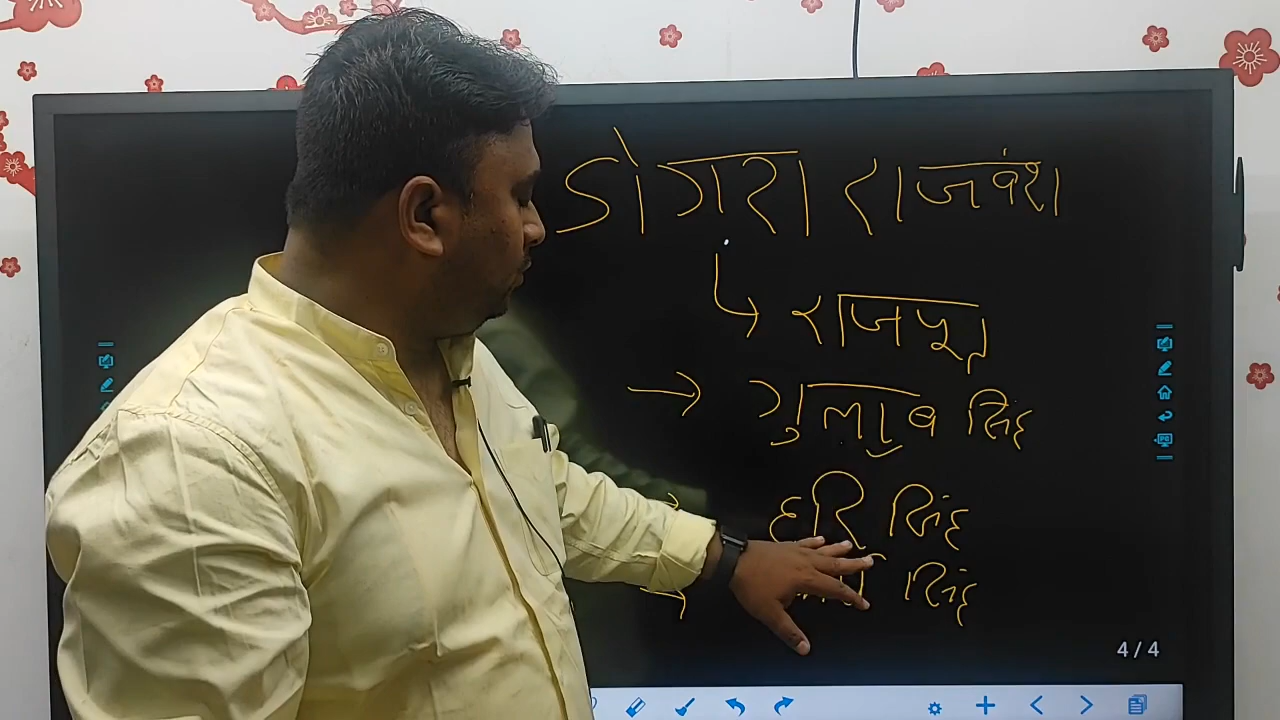 डोगरा राजवंश
↳ राजपूत
→ गुलाब सिंह
→ हरि सिंह
→ सिंह
4/4